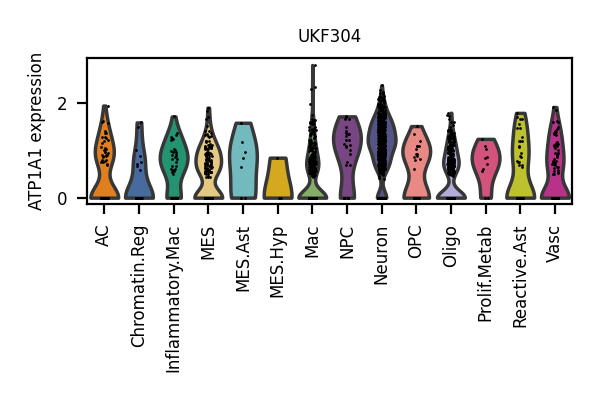 UKF304
ATP1A1 expression
2
0
AC
Chromatin.Reg
Inflammatory.Mac
MES
MES.Ast
MES.Hyp
Mac
NPC
Neuron
OPC
Oligo
Prolif.Metab
Reactive.Ast
Vasc